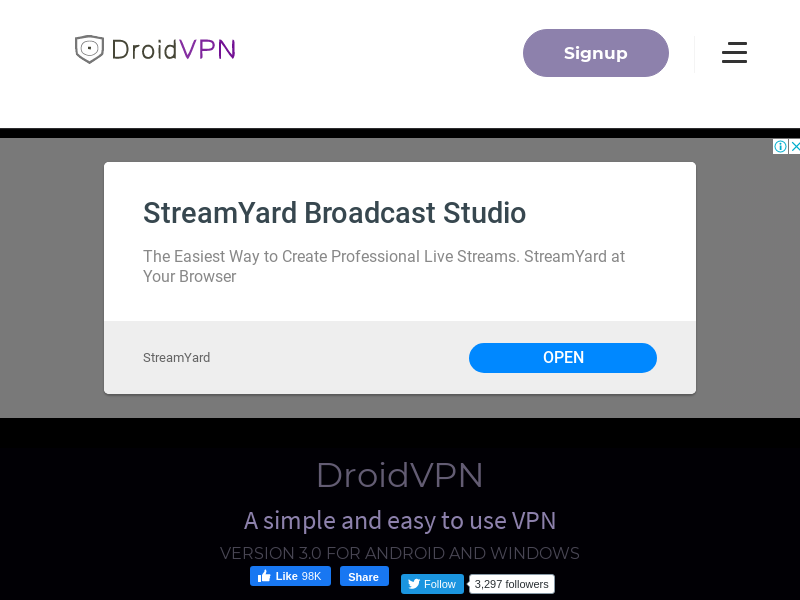 DroidVPN
Signup
StreamYard Broadcast Studio
The Easiest Way to Create Professional Live Streams. StreamYard at
Your Browser
StreamYard
OPEN
DroidVPN
A simple and easy to use VPN
VERSION 3.0 FOR ANDROID AND WINDOWS
Like 98K
Share
Follow
3,297 followers